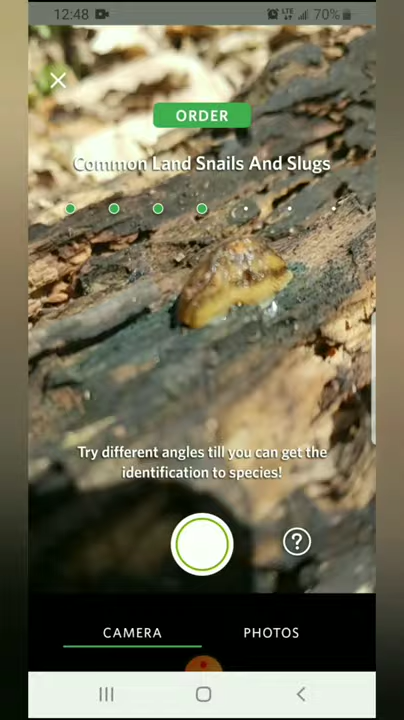 12:48 LTE 70%
ORDER
Common Land Snails And Slugs
Try different angles till you can get the
identification to species!
?
CAMERA PHOTOS